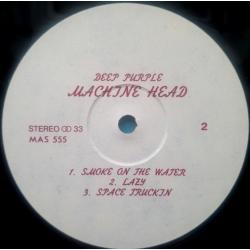 DEEP PURPLE
MACHINE HEAD
STEREO ⓄⓄ 33
2
MAS 555
1. SMOKE ON THE WATER
2. LAZY
3. SPACE TRUCKIN